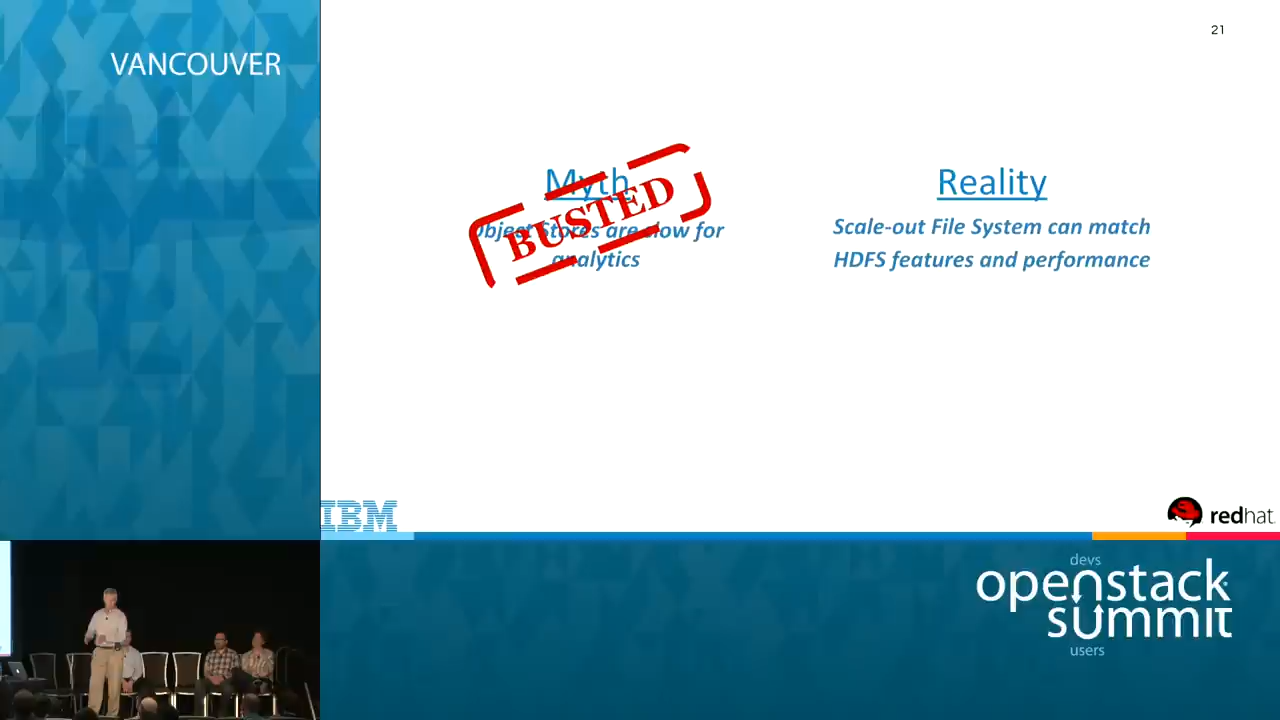 VANCOUVER
21
Myth
Object Stores are slow for
analytics
BUSTED
Reality
Scale-out File System can match
HDFS features and performance
IBM
redhat
devs
openstack
summit
users